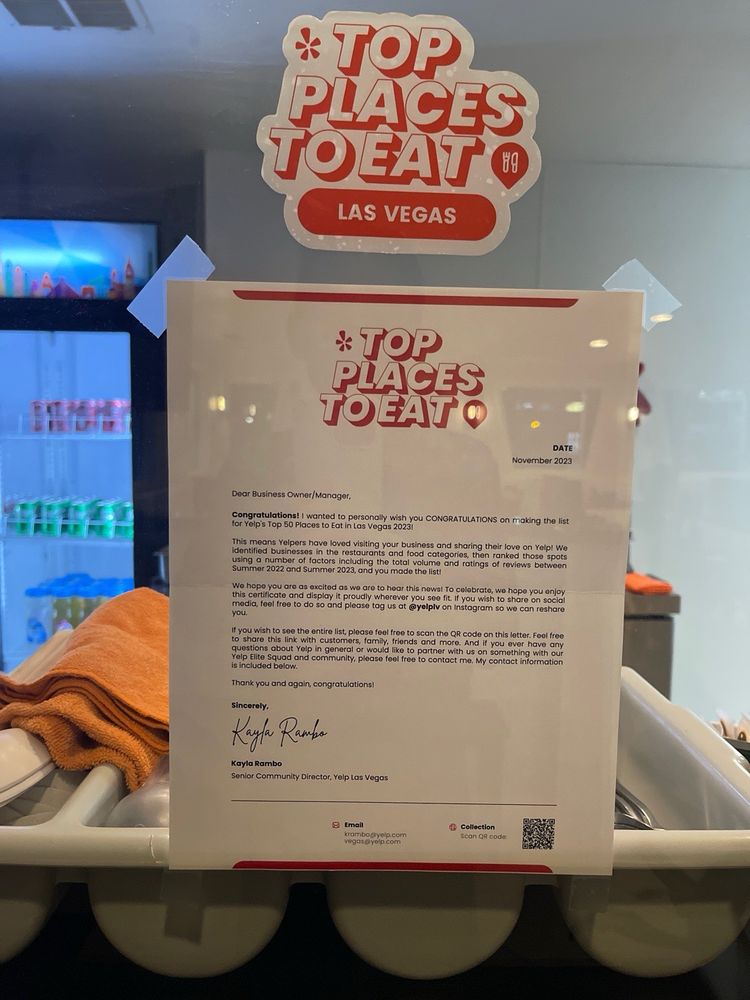 TOP
PLACES
TO EAT
LAS VEGAS
TOP
PLACES
TO EAT
DATE
November 2023
Dear Business Owner/Manager,
Congratulations! I wanted to personally wish you CONGRATULATIONS on making the list
for Yelp's Top 50 Places to Eat in Las Vegas 2023!
This means Yelpers have loved visiting your business and sharing their love on Yelp! We
identified businesses in the restaurants and food categories, then ranked those spots
using a number of factors including the total volume and ratings of reviews between
Summer 2022 and Summer 2023, and you made the list!
We hope you are as excited as we are to hear this news! To celebrate, we hope you enjoy
this certificate and display it proudly wherever you see fit. If you wish to share on social
media, feel free to do so and please tag us at @yelplv on Instagram so we can reshare
you.
If you wish to see the entire list, please feel free to scan the QR code on this letter. Feel free
to share this link with customers, family, friends and more. And if you ever have any
questions about Yelp in general or would like to partner with us on something with our
Yelp Elite Squad and community, please feel free to contact me. My contact information
is included below.
Thank you and again, congratulations!
Sincerely,
Kayla Rambo
Kayla Rambo
Senior Community Director, Yelp Las Vegas
Email
krambo@yelp.com
vegas@yelp.com
Collection
Scan QR code: